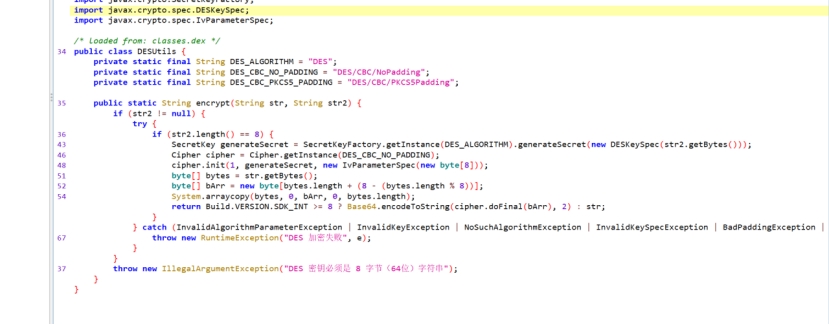 import javax.crypto.SecretKeyFactory;
import javax.crypto.spec.DESKeySpec;
import javax.crypto.spec.IvParameterSpec;
/* loaded from: classes.dex */
34 public class DESUtils {
private static final String DES_ALGORITHM = "DES";
private static final String DES_CBC_NO_PADDING = "DES/CBC/NoPadding";
private static final String DES_CBC_PKCS5_PADDING = "DES/CBC/PKCS5Padding";
35 public static String encrypt(String str, String str2) {
if (str2 != null) {
try {
36 if (str2.length() == 8) {
43 SecretKey generateSecret = SecretKeyFactory.getInstance(DES_ALGORITHM).generateSecret(new DESKeySpec(str2.getBytes()));
46 Cipher cipher = Cipher.getInstance(DES_CBC_NO_PADDING);
48 cipher.init(1, generateSecret, new IvParameterSpec(new byte[8]));
51 byte[] bytes = str.getBytes();
52 byte[] bArr = new byte[bytes.length + (8 - (bytes.length % 8))];
54 System.arraycopy(bytes, 0, bArr, 0, bytes.length);
return Build.VERSION.SDK_INT >= 8 ? Base64.encodeToString(cipher.doFinal(bArr), 2) : str;
}
} catch (InvalidAlgorithmParameterException | InvalidKeyException | NoSuchAlgorithmException | InvalidKeySpecException | BadPaddingException |
67 throw new RuntimeException("DES 加密失败", e);
}
}
37 throw new IllegalArgumentException("DES 密钥必须是 8 字节（64位）字符串");
}
}